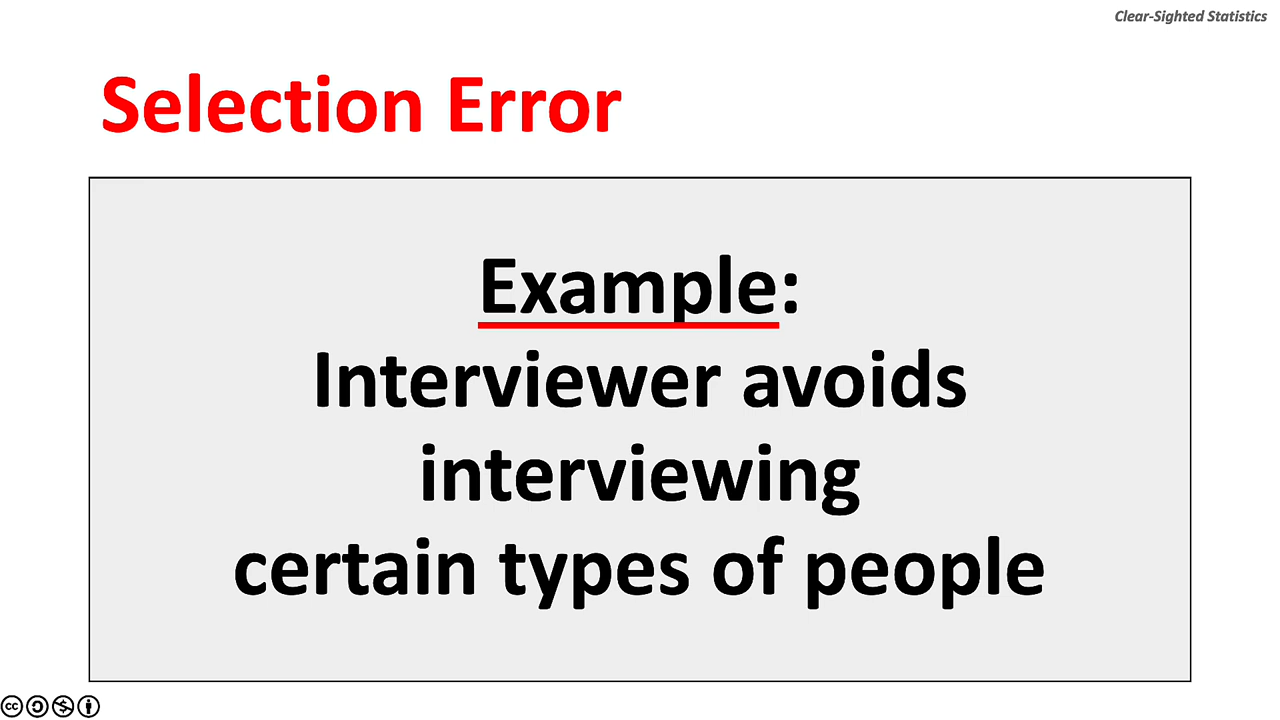 Clear-Sighted Statistics
Selection Error
Example:
Interviewer avoids
interviewing
certain types of people